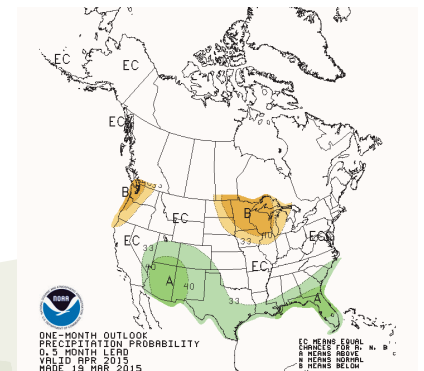 EC
EC
EC
B
33
B
EC
40
EC
33
33
EC
40
EC
A
40
33
A
NOAA
ONE-MONTH OUTLOOK
PRECIPITATION PROBABILITY
0.5 MONTH LEAD
VALID APR 2015
MADE 19 MAR 2015
EC MEANS EQUAL
CHANCES FOR A, N, B
A MEANS ABOVE
N MEANS NORMAL
B MEANS BELOW